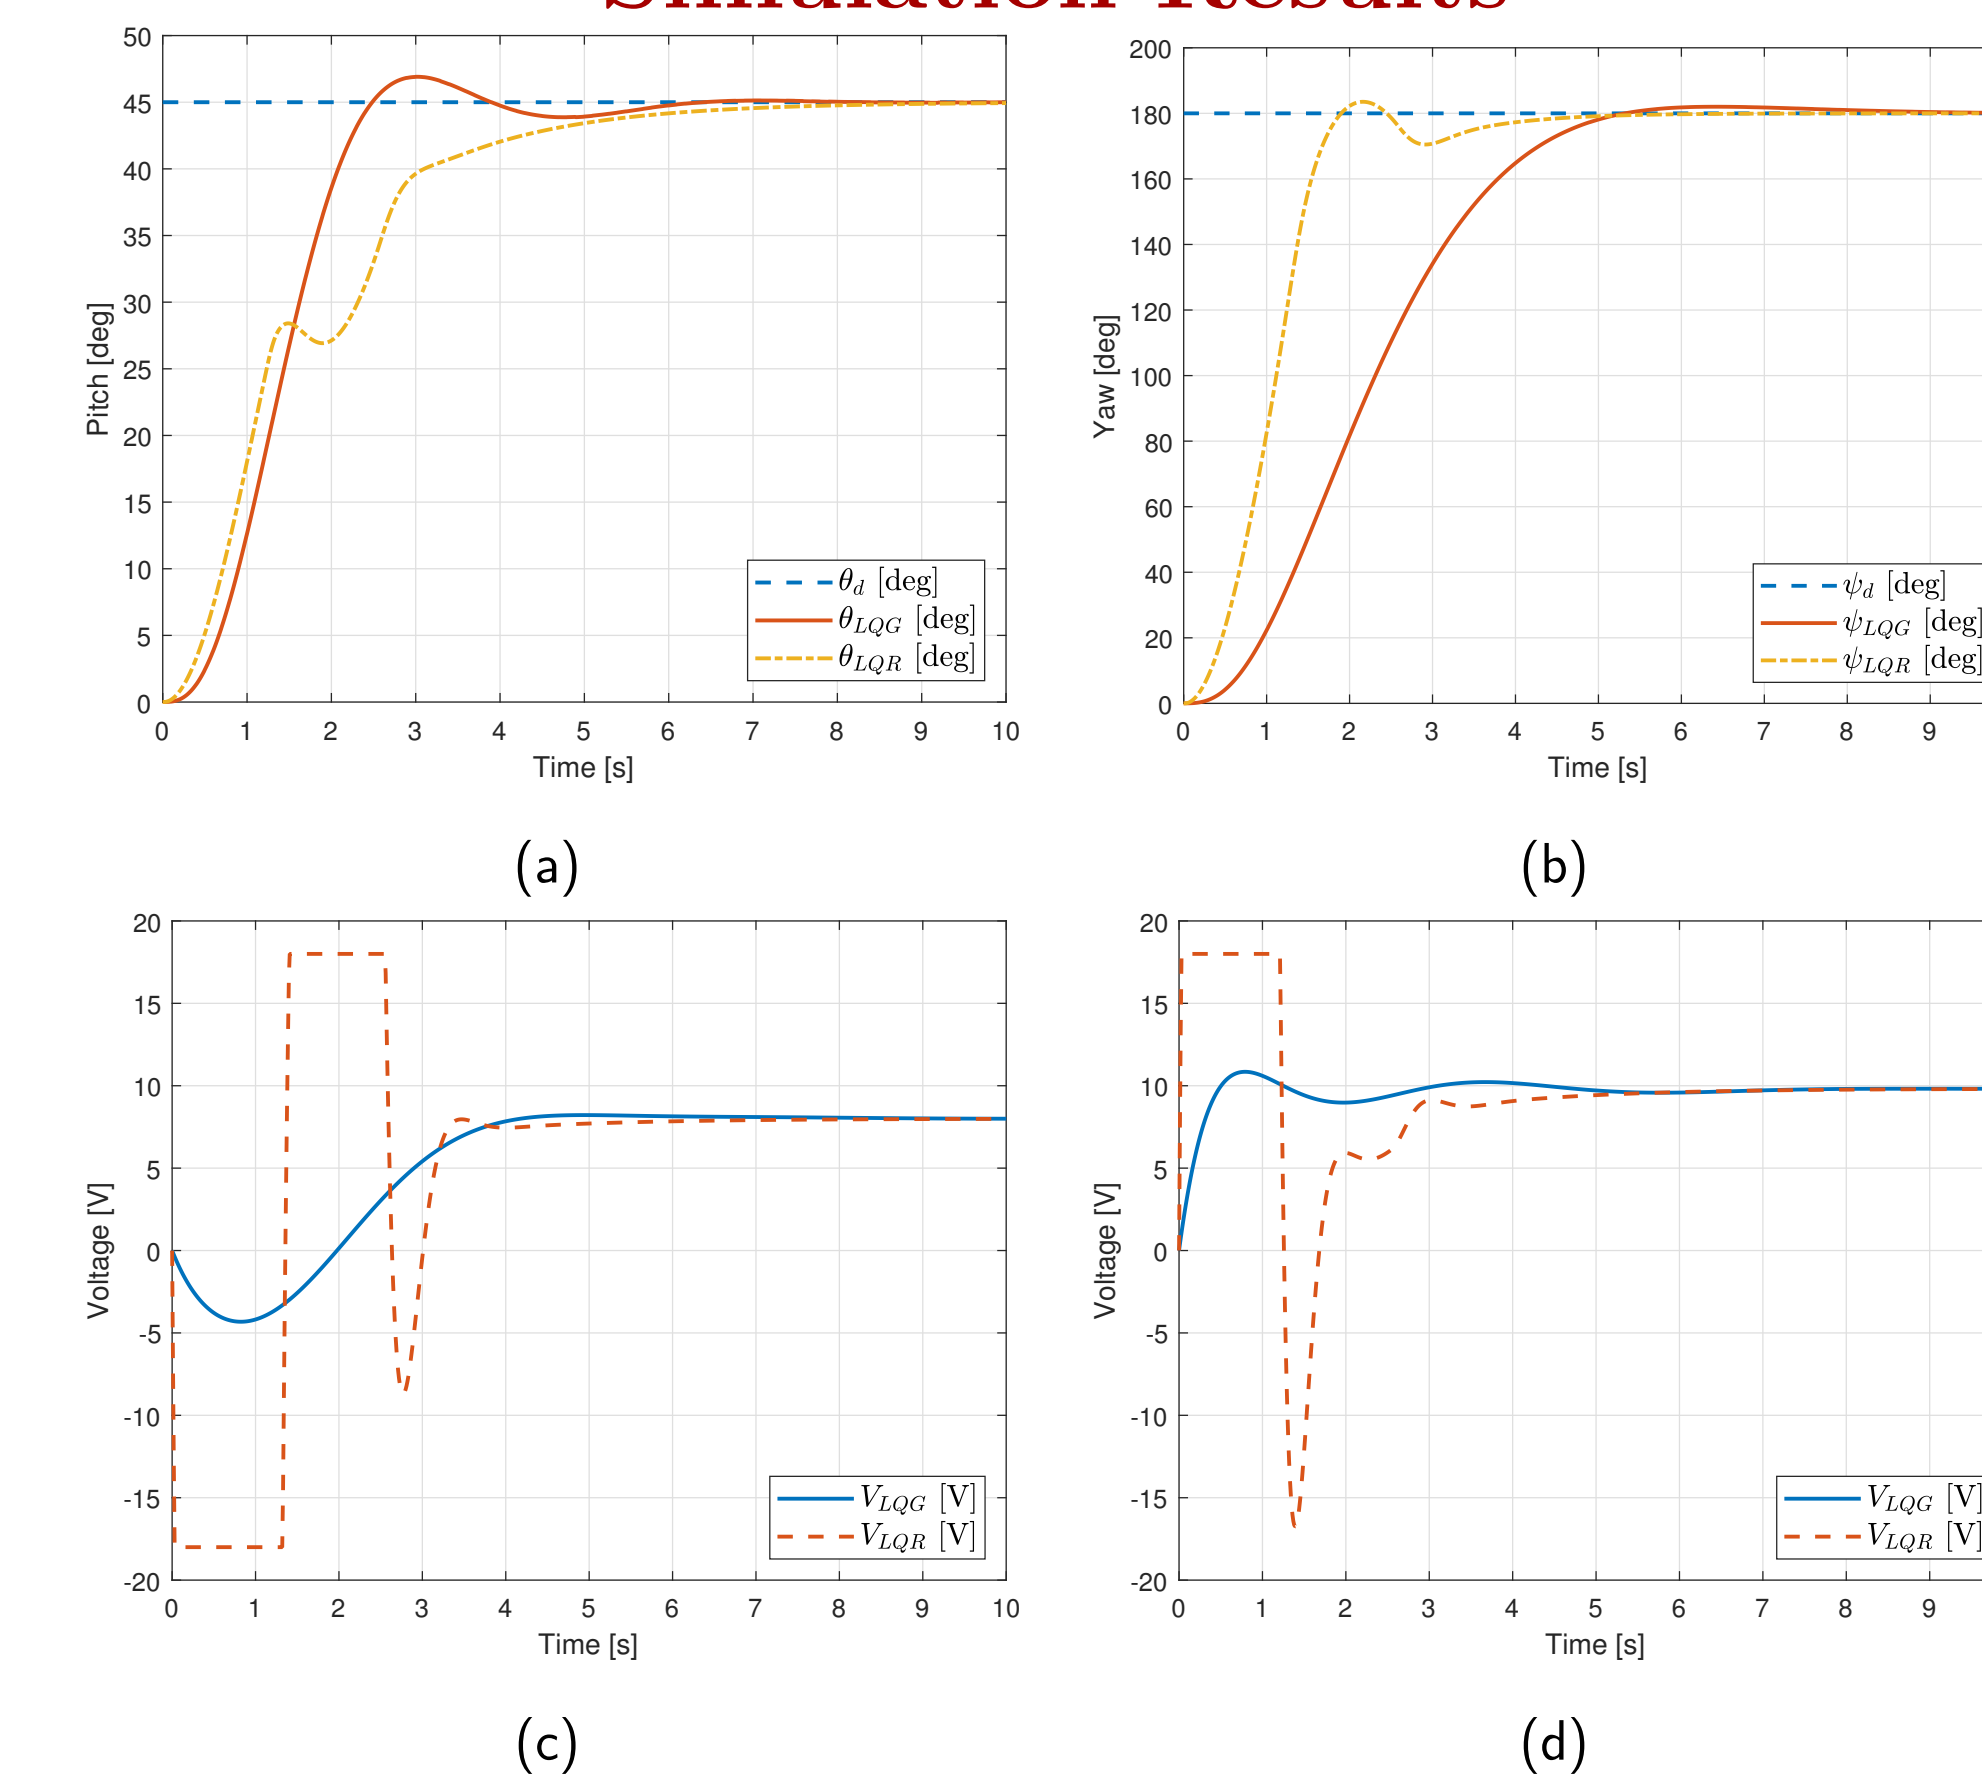 Simulation Results
50
45
40
35
30
25
20
15
10
5
0
Pitch [deg]
0 1 2 3 4 5 6 7 8 9 10
Time [s]
θd [deg]
θLQG [deg]
θLQR [deg]
(a)
200
180
160
140
120
100
80
60
40
20
0
Yaw [deg]
0 1 2 3 4 5 6 7 8 9
Time [s]
ψd [deg]
ψLQG [deg]
ψLQR [deg]
(b)
20
15
10
5
0
-5
-10
-15
-20
Voltage [V]
0 1 2 3 4 5 6 7 8 9 10
Time [s]
VLQG [V]
VLQR [V]
(c)
20
15
10
5
0
-5
-10
-15
-20
Voltage [V]
0 1 2 3 4 5 6 7 8 9
Time [s]
VLQG [V]
VLQR [V]
(d)